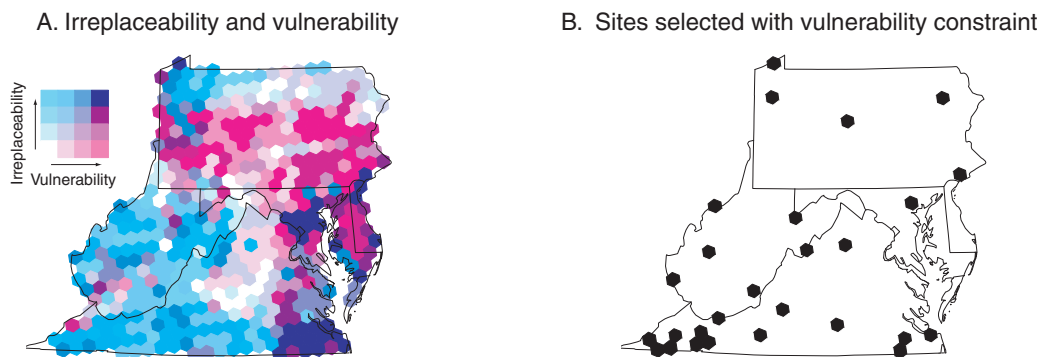 A. Irreplaceability and vulnerability
B. Sites selected with vulnerability constraint
Irreplaceability
Vulnerability